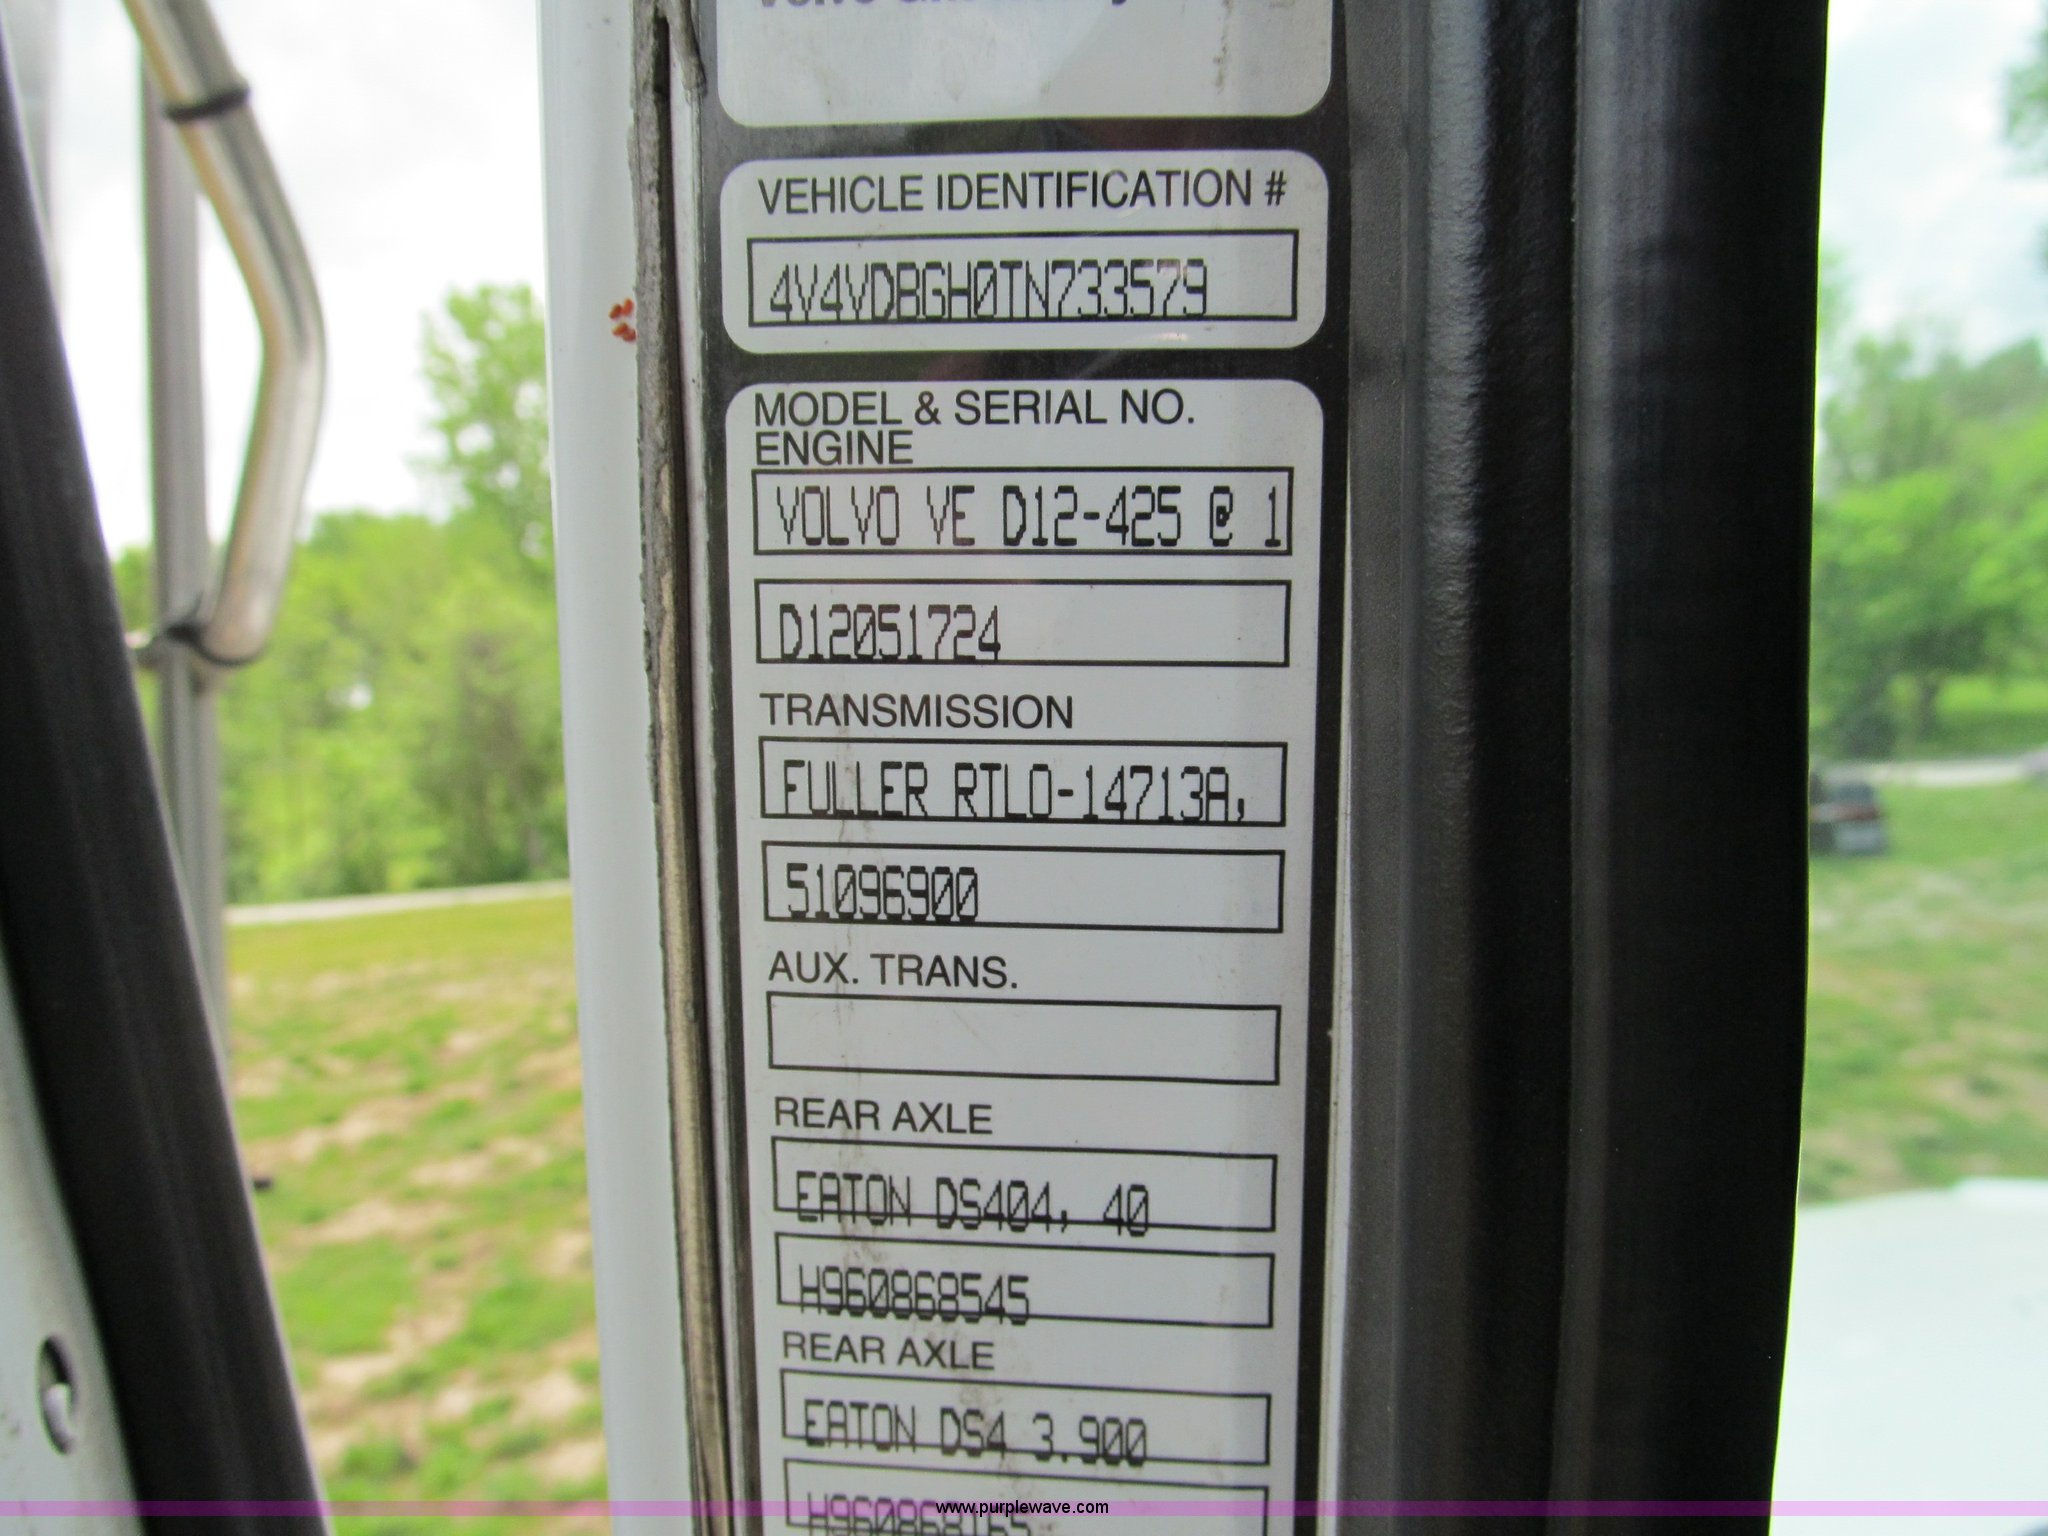 VEHICLE IDENTIFICATION #
4V4VDBGH0TN733579
MODEL & SERIAL NO.
ENGINE
VOLVO VE D12-425 @ 1
D12051724
TRANSMISSION
FULLER RTLO-14713A,
51096900
AUX. TRANS.
REAR AXLE
EATON DS404, 40
H960868545
REAR AXLE
EATON DS4 3.900
H960868165
www.purplewave.com